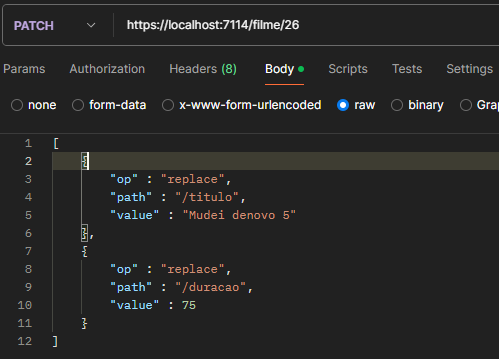 PATCH https://localhost:7114/filme/26
Params Authorization Headers (8) Body Scripts Tests Settings
none form-data x-www-form-urlencoded raw binary Gra
1 [
2 {
3 "op" : "replace",
4 "path" : "/titulo",
5 "value" : "Mudei denovo 5"
6 },
7 {
8 "op" : "replace",
9 "path" : "/duracao",
10 "value" : 75
11 }
12 ]